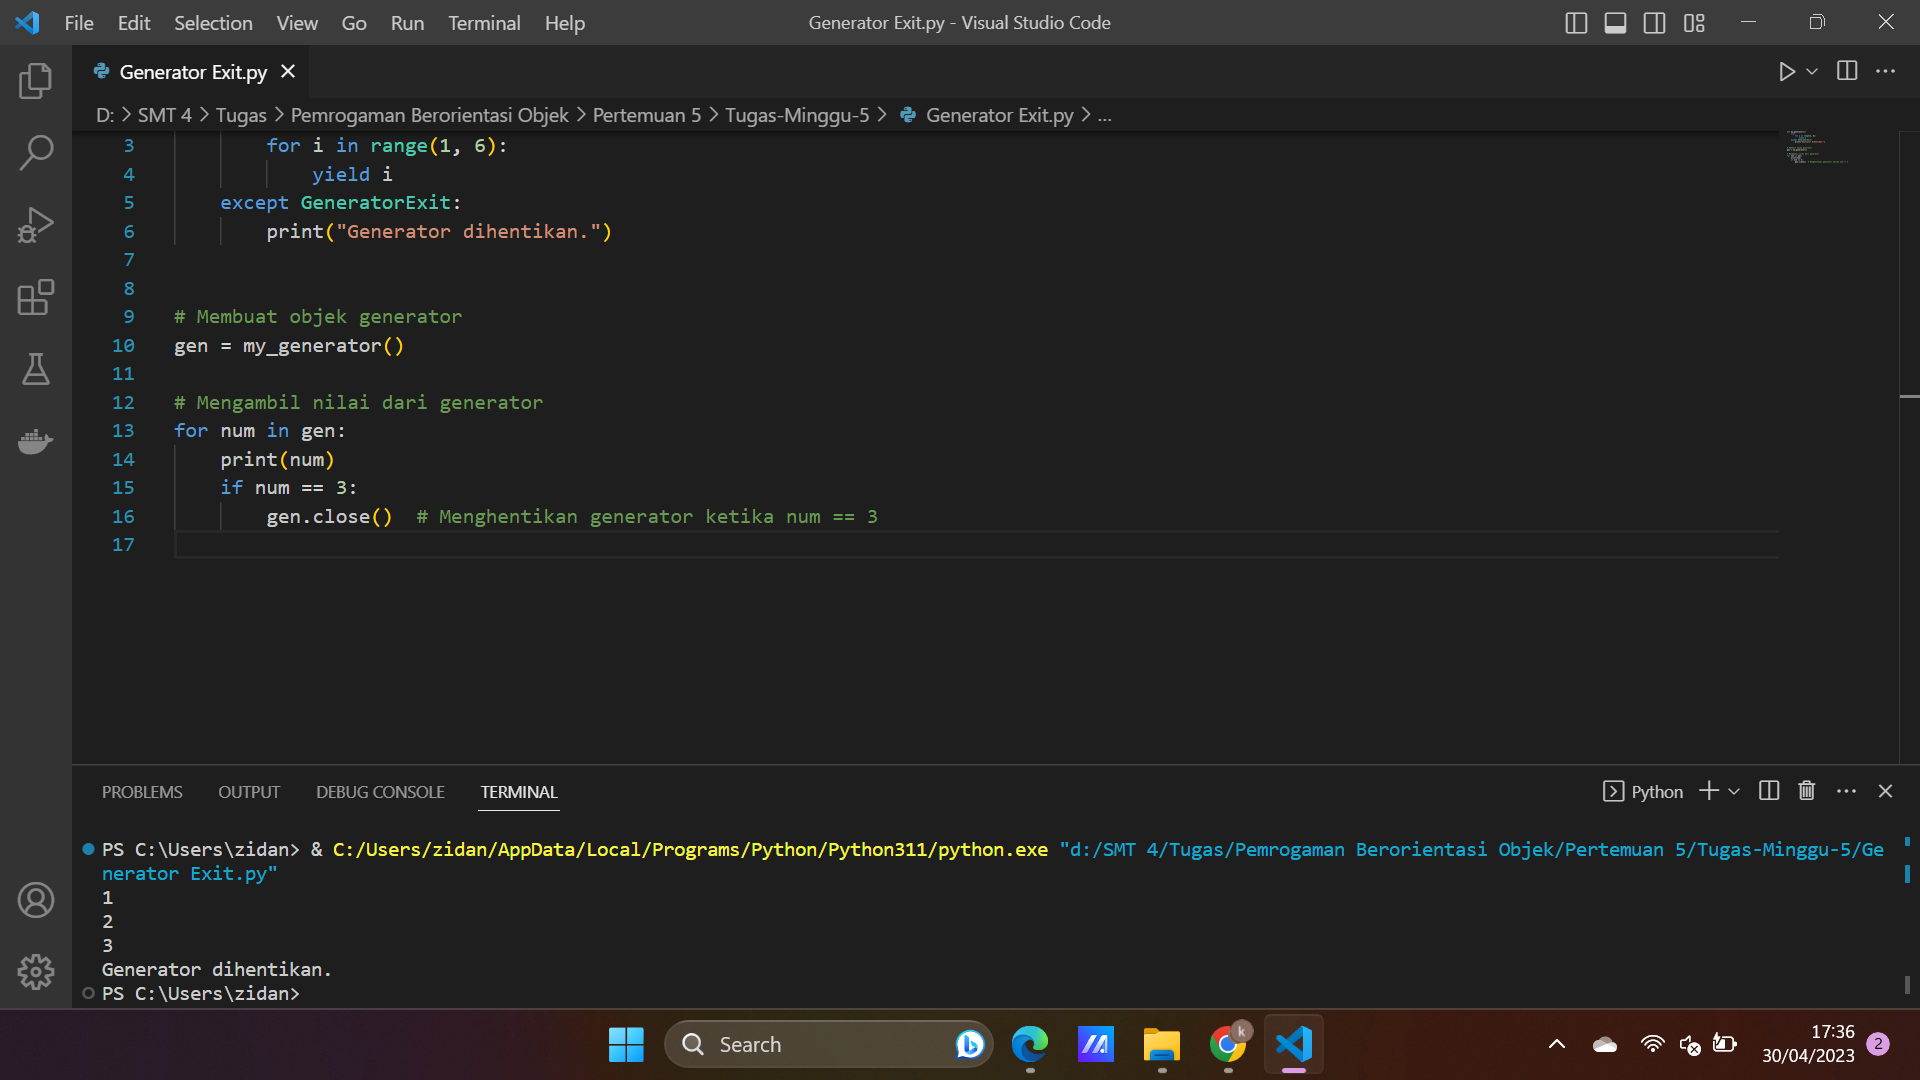 File Edit Selection View Go Run Terminal Help
Generator Exit.py - Visual Studio Code
Generator Exit.py
D: > SMT 4 > Tugas > Pemrogaman Berorientasi Objek > Pertemuan 5 > Tugas-Minggu-5 > Generator Exit.py > ...
3 for i in range(1, 6):
4 yield i
5 except GeneratorExit:
6 print("Generator dihentikan.")
7
8
9 # Membuat objek generator
10 gen = my_generator()
11
12 # Mengambil nilai dari generator
13 for num in gen:
14 print(num)
15 if num == 3:
16 gen.close()  # Menghentikan generator ketika num == 3
17
PROBLEMS OUTPUT DEBUG CONSOLE TERMINAL
Python
PS C:\Users\zidan> & C:/Users/zidan/AppData/Local/Programs/Python/Python311/python.exe "d:/SMT 4/Tugas/Pemrogaman Berorientasi Objek/Pertemuan 5/Tugas-Minggu-5/Ge
nerator Exit.py"
1
2
3
Generator dihentikan.
PS C:\Users\zidan>
Search
k
17:36
30/04/2023
2